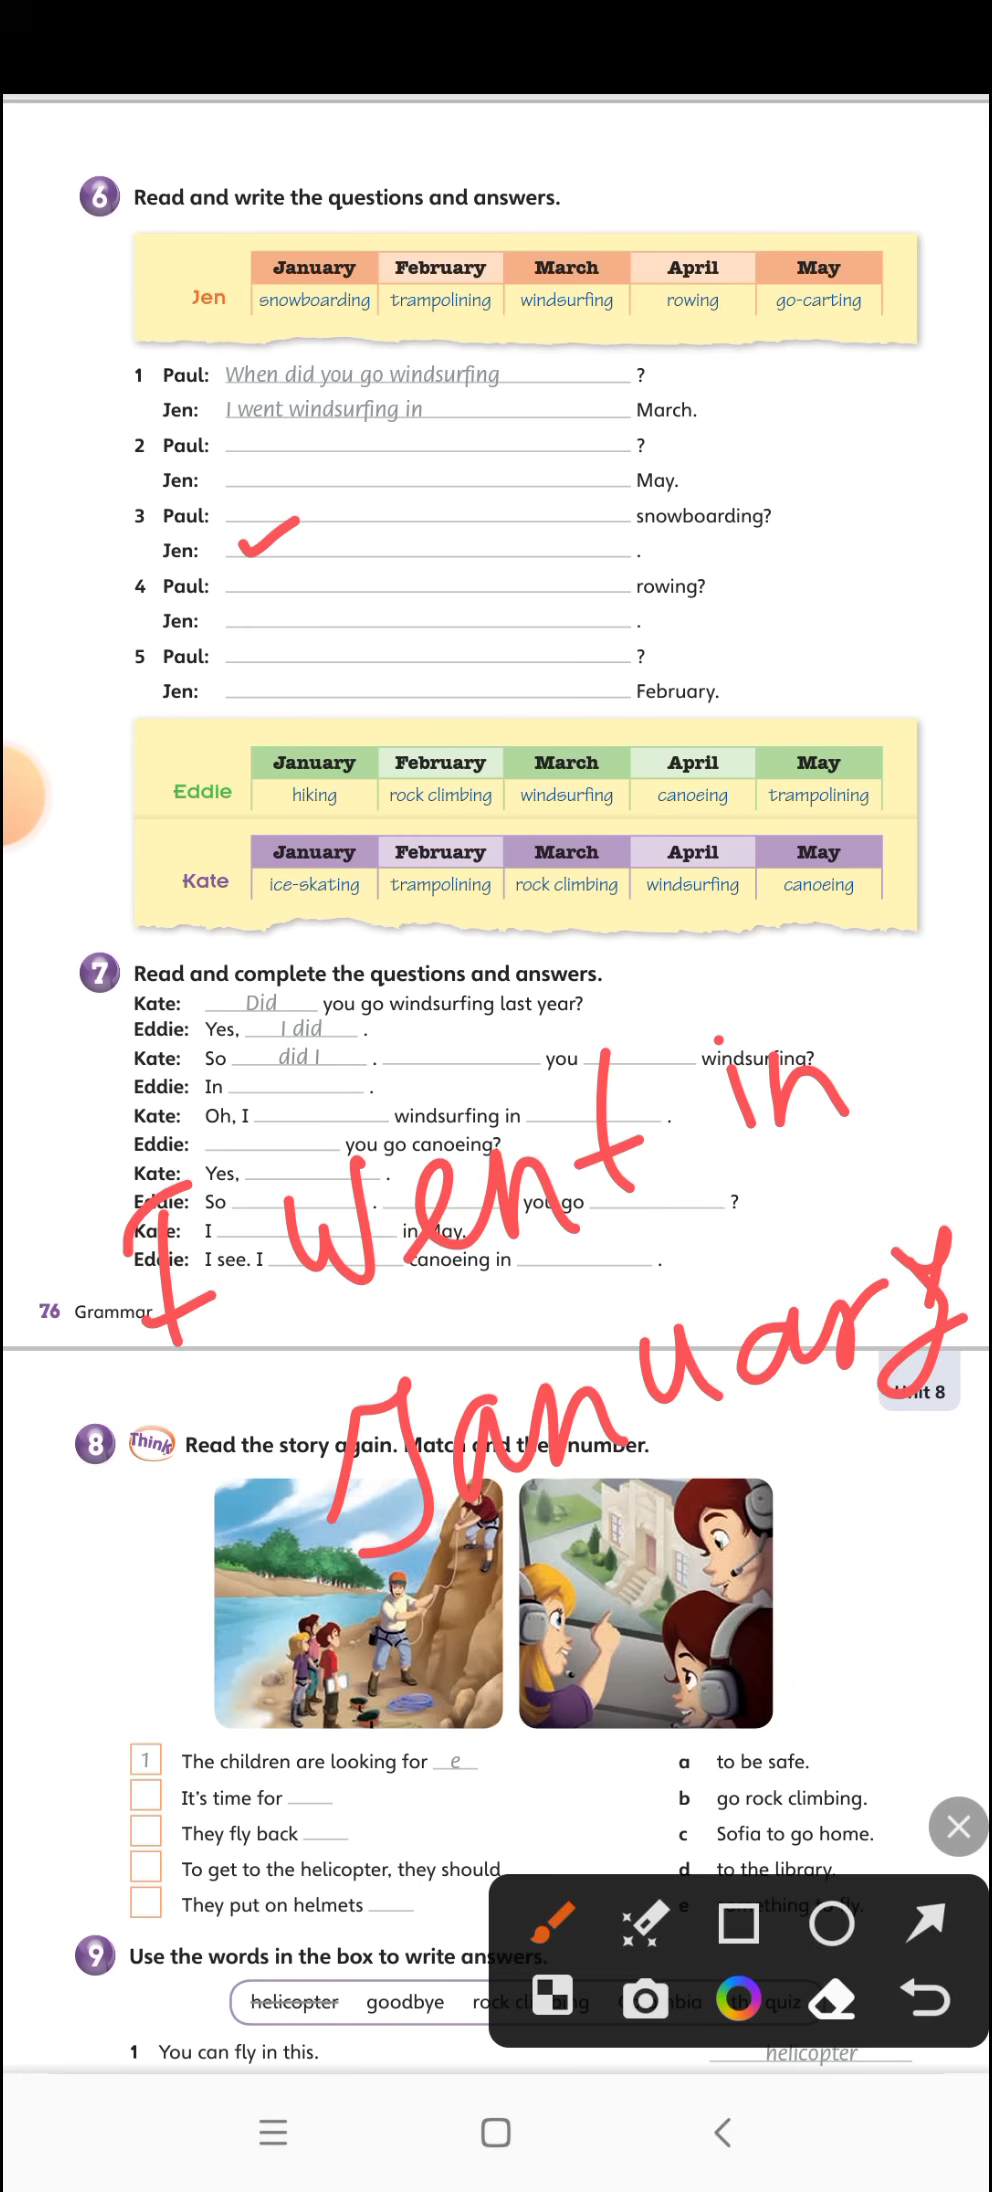 6 Read and write the questions and answers.
January February March April May
Jen snowboarding trampolining windsurfing rowing go-carting
1 Paul: When did you go windsurfing ?
Jen: I went windsurfing in March.
2 Paul: ?
Jen: May.
3 Paul: snowboarding?
Jen: .
4 Paul: rowing?
Jen: .
5 Paul: ?
Jen: February.
January February March April May
Eddie hiking rock climbing windsurfing canoeing trampolining
January February March April May
Kate ice-skating trampolining rock climbing windsurfing canoeing
7 Read and complete the questions and answers.
Kate: Did you go windsurfing last year?
Eddie: Yes, I did .
Kate: So did I . you windsurfing?
Eddie: In .
Kate: Oh, I windsurfing in .
Eddie: you go canoeing?
Kate: Yes, .
Eddie: So . you go ?
Kate: I in May.
Eddie: I see. I canoeing in .
I went in
January
76 Grammar
Unit 8
8 Think Read the story again. Match and then number.
1 The children are looking for e
a to be safe.
It's time for
b go rock climbing.
They fly back
c Sofia to go home.
To get to the helicopter, they should
d to the library.
They put on helmets
e something to fly.
9 Use the words in the box to write answers.
helicopter goodbye rock climbing quiz
1 You can fly in this. helicopter